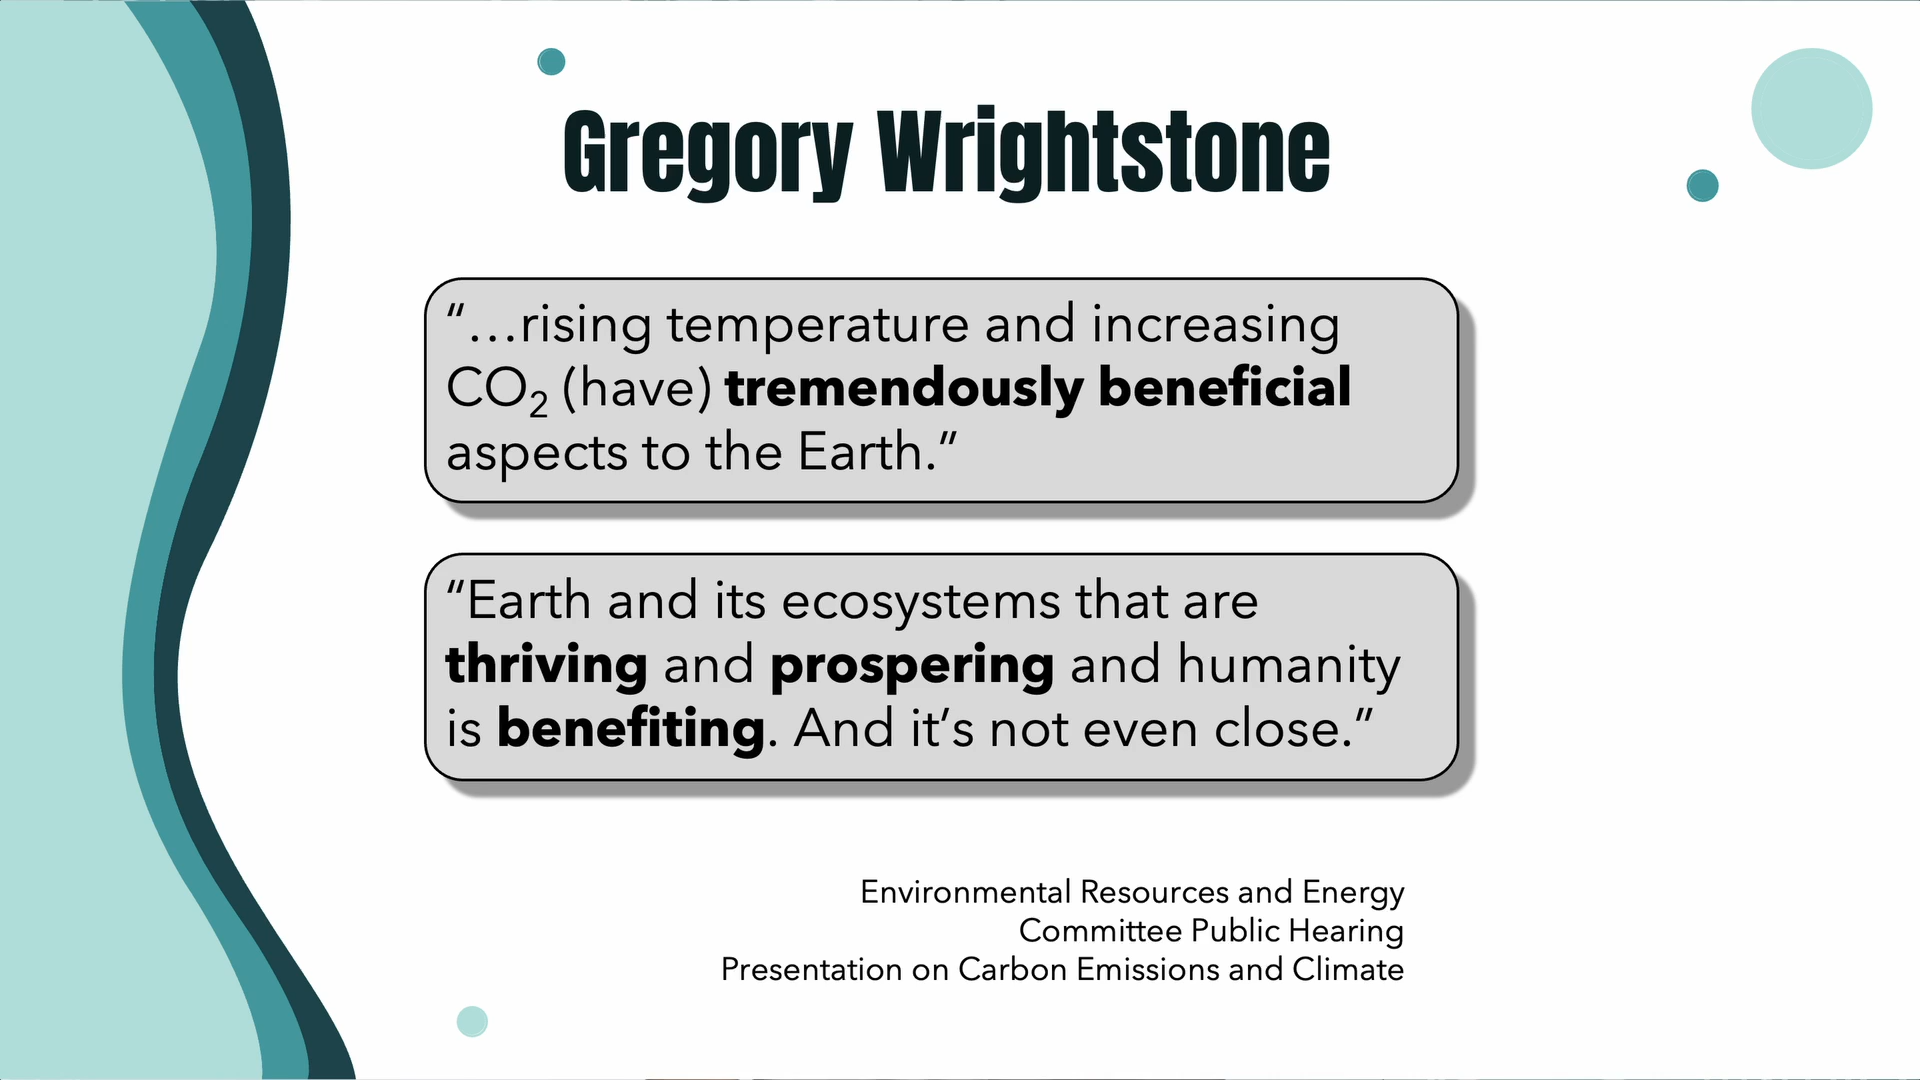 Gregory Wrightstone
“…rising temperature and increasing
CO₂ (have) tremendously beneficial
aspects to the Earth.”
“Earth and its ecosystems that are
thriving and prospering and humanity
is benefiting. And it’s not even close.”
Environmental Resources and Energy
Committee Public Hearing
Presentation on Carbon Emissions and Climate